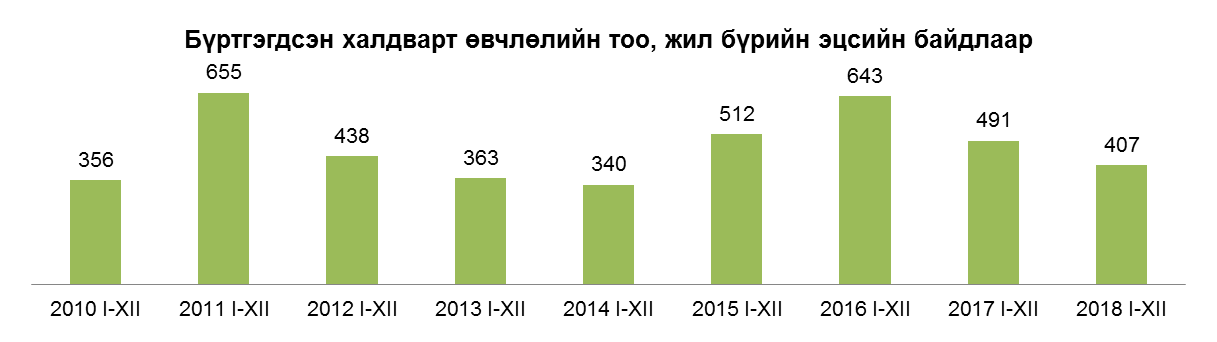 Бүртгэгдсэн халдварт өвчлөлийн тоо, жил бүрийн эцсийн байдлаар
356
655
438
363
340
512
643
491
407
2010 I-XII
2011 I-XII
2012 I-XII
2013 I-XII
2014 I-XII
2015 I-XII
2016 I-XII
2017 I-XII
2018 I-XII